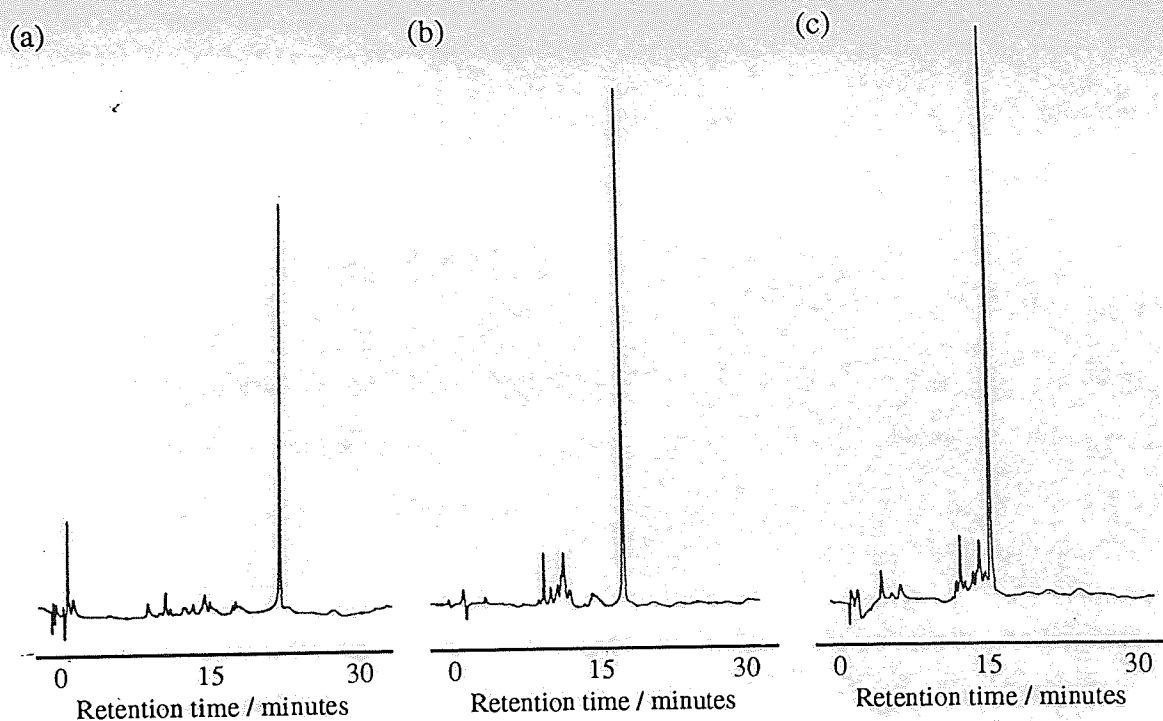 (a)
(b)
(c)
0 15 30
0 15 30
0 15 30
Retention time / minutes
Retention time / minutes
Retention time / minutes